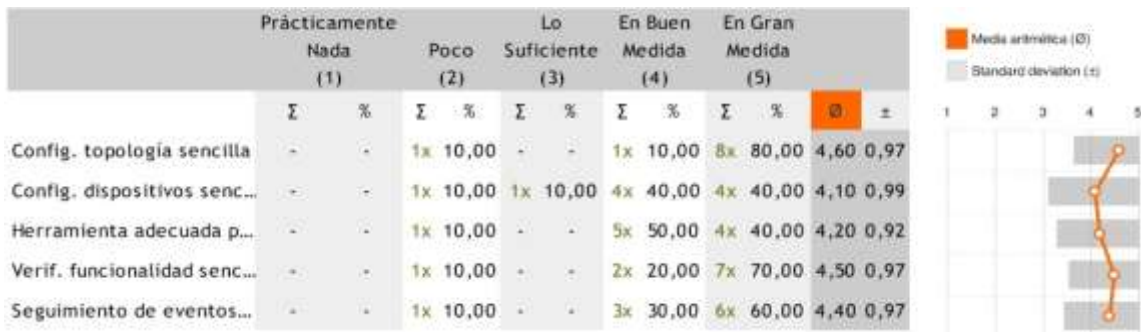 Prácticamente Lo En Buen En Gran
Nada Poco Suficiente Medida Medida
(1) (2) (3) (4) (5)
Σ % Σ % Σ % Σ % Σ % Ø ±
Config. topología sencilla - - 1x 10,00 - - 1x 10,00 8x 80,00 4,60 0,97
Config. dispositivos senc... - - 1x 10,00 1x 10,00 4x 40,00 4x 40,00 4,10 0,99
Herramienta adecuada p... - - 1x 10,00 - - 5x 50,00 4x 40,00 4,20 0,92
Verif. funcionalidad senc... - - 1x 10,00 - - 2x 20,00 7x 70,00 4,50 0,97
Seguimiento de eventos... - - 1x 10,00 - - 3x 30,00 6x 60,00 4,40 0,97
Media aritmética (Ø)
Standard deviation (±)
1 2 3 4 5